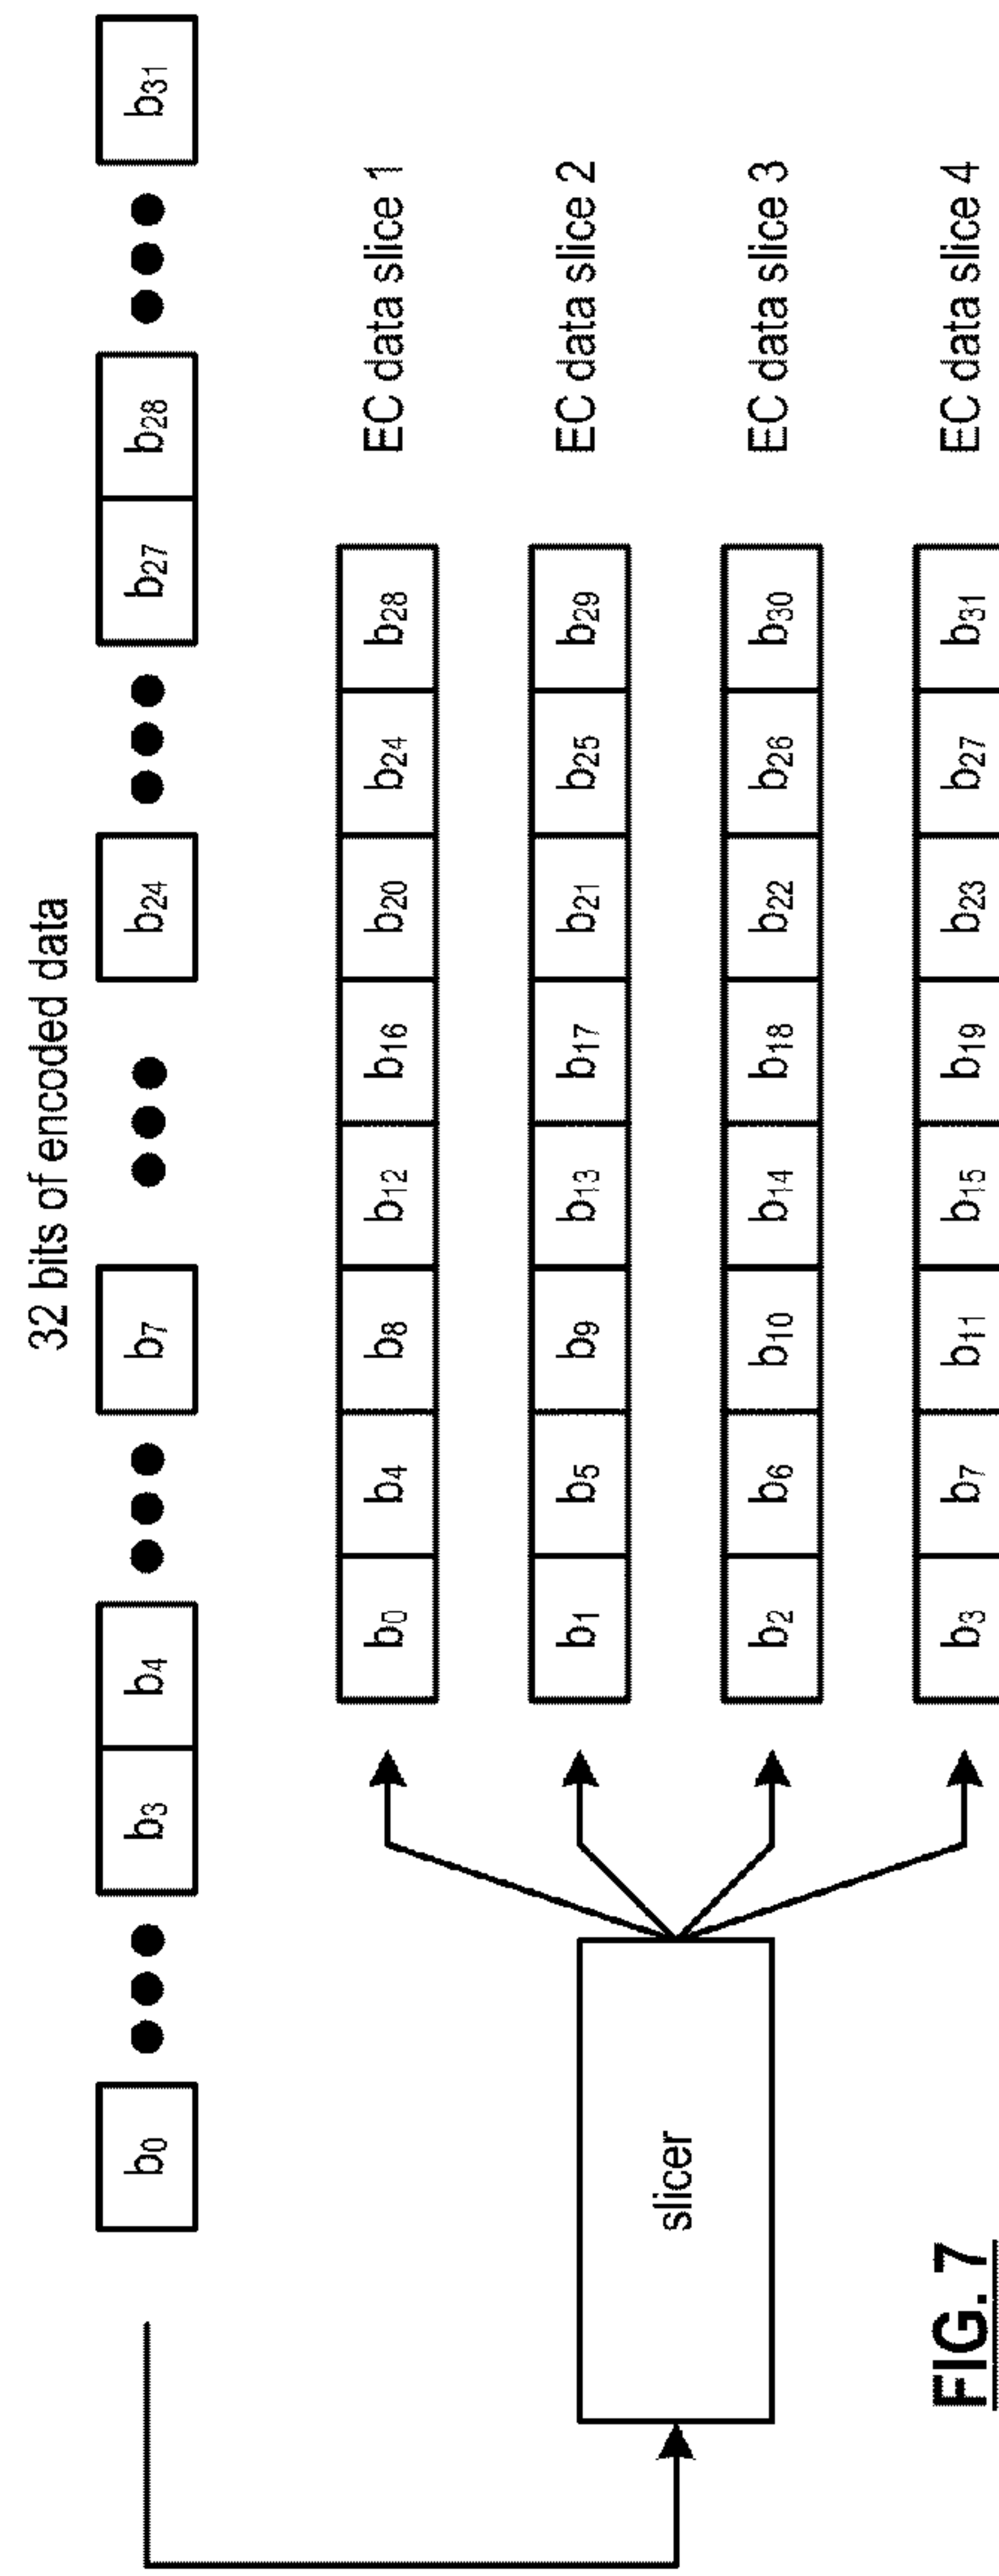 32 bits of encoded data
b0 b3 b4 b7 b24 b27 b28 b31
b0 b4 b8 b12 b16 b20 b24 b28 EC data slice 1
b1 b5 b9 b13 b17 b21 b25 b29 EC data slice 2
slicer
b2 b6 b10 b14 b18 b22 b26 b30 EC data slice 3
b3 b7 b11 b15 b19 b23 b27 b31 EC data slice 4
FIG. 7